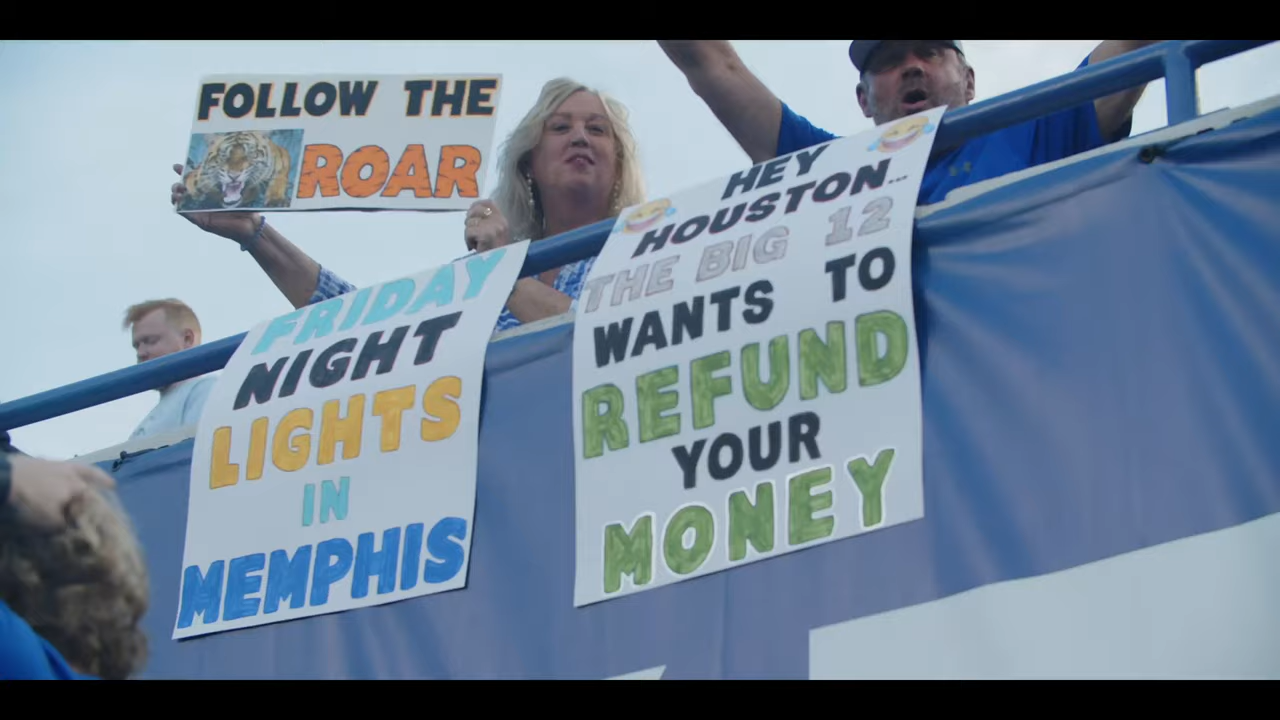 FOLLOW THE
ROAR
FRIDAY
NIGHT
LIGHTS
IN
MEMPHIS
HEY
HOUSTON...
THE BIG 12
WANTS TO
REFUND
YOUR
MONEY